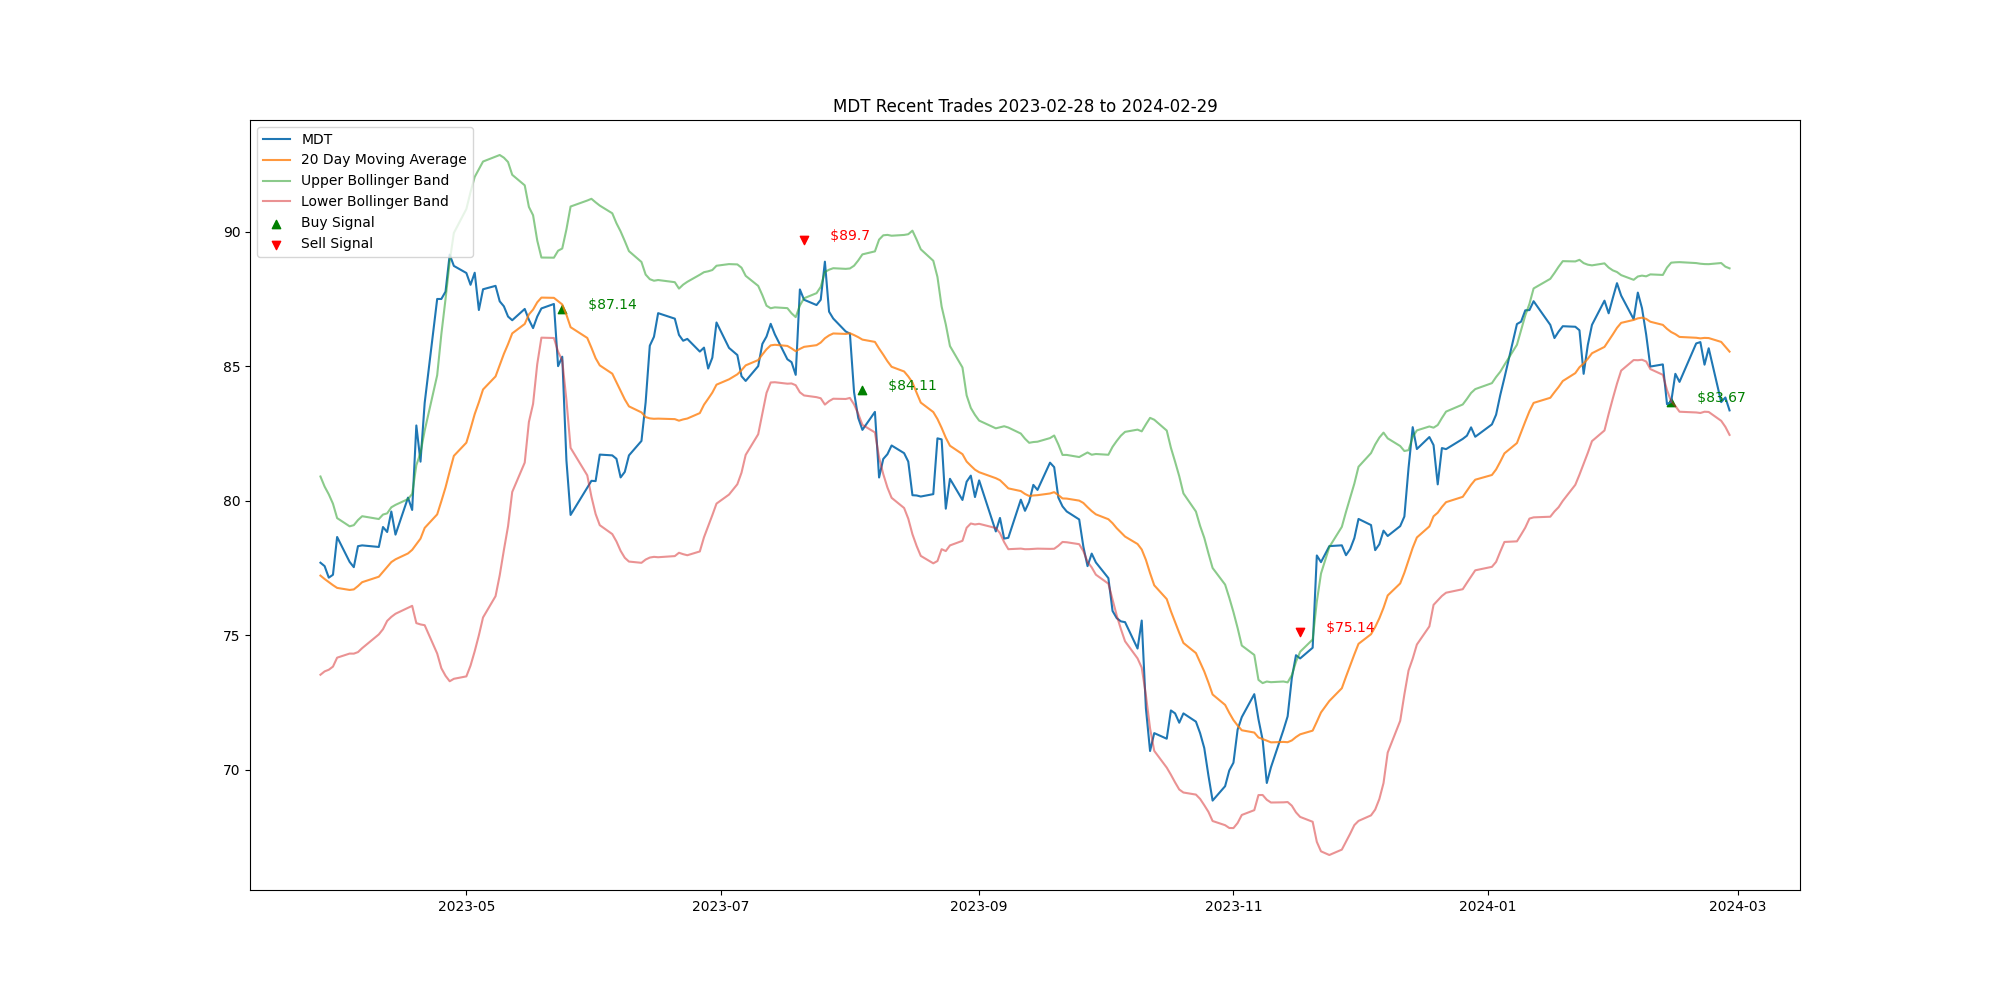 MDT Recent Trades 2023-02-28 to 2024-02-29
MDT
20 Day Moving Average
Upper Bollinger Band
Lower Bollinger Band
Buy Signal
Sell Signal
90
85
80
75
70
$87.14
$89.7
$84.11
$75.14
$83.67
2023-05
2023-07
2023-09
2023-11
2024-01
2024-03